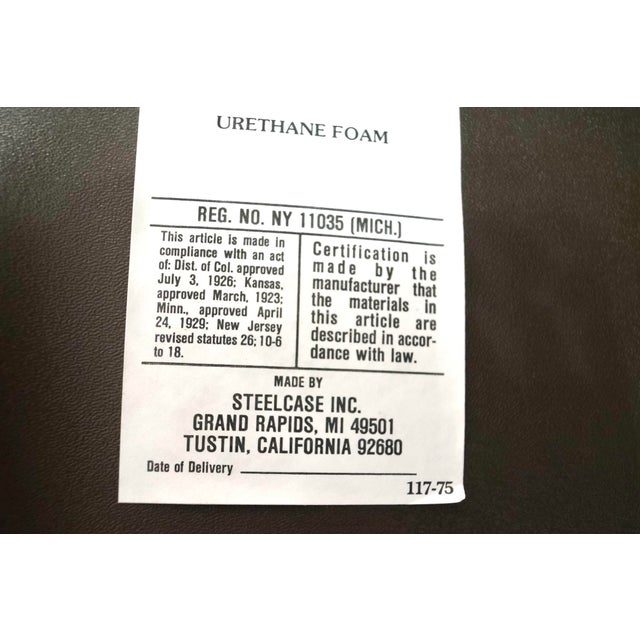 URETHANE FOAM
REG. NO. NY 11035 (MICH.)
This article is made in
compliance with an act
of: Dist. of Col. approved
July 3, 1926; Kansas,
approved March, 1923;
Minn., approved April
24, 1929; New Jersey
revised statutes 26; 10-6
to 18.
Certification is
made by the
manufacturer that
the materials in
this article are
described in accor-
dance with law.
MADE BY
STEELCASE INC.
GRAND RAPIDS, MI 49501
TUSTIN, CALIFORNIA 92680
Date of Delivery
117-75